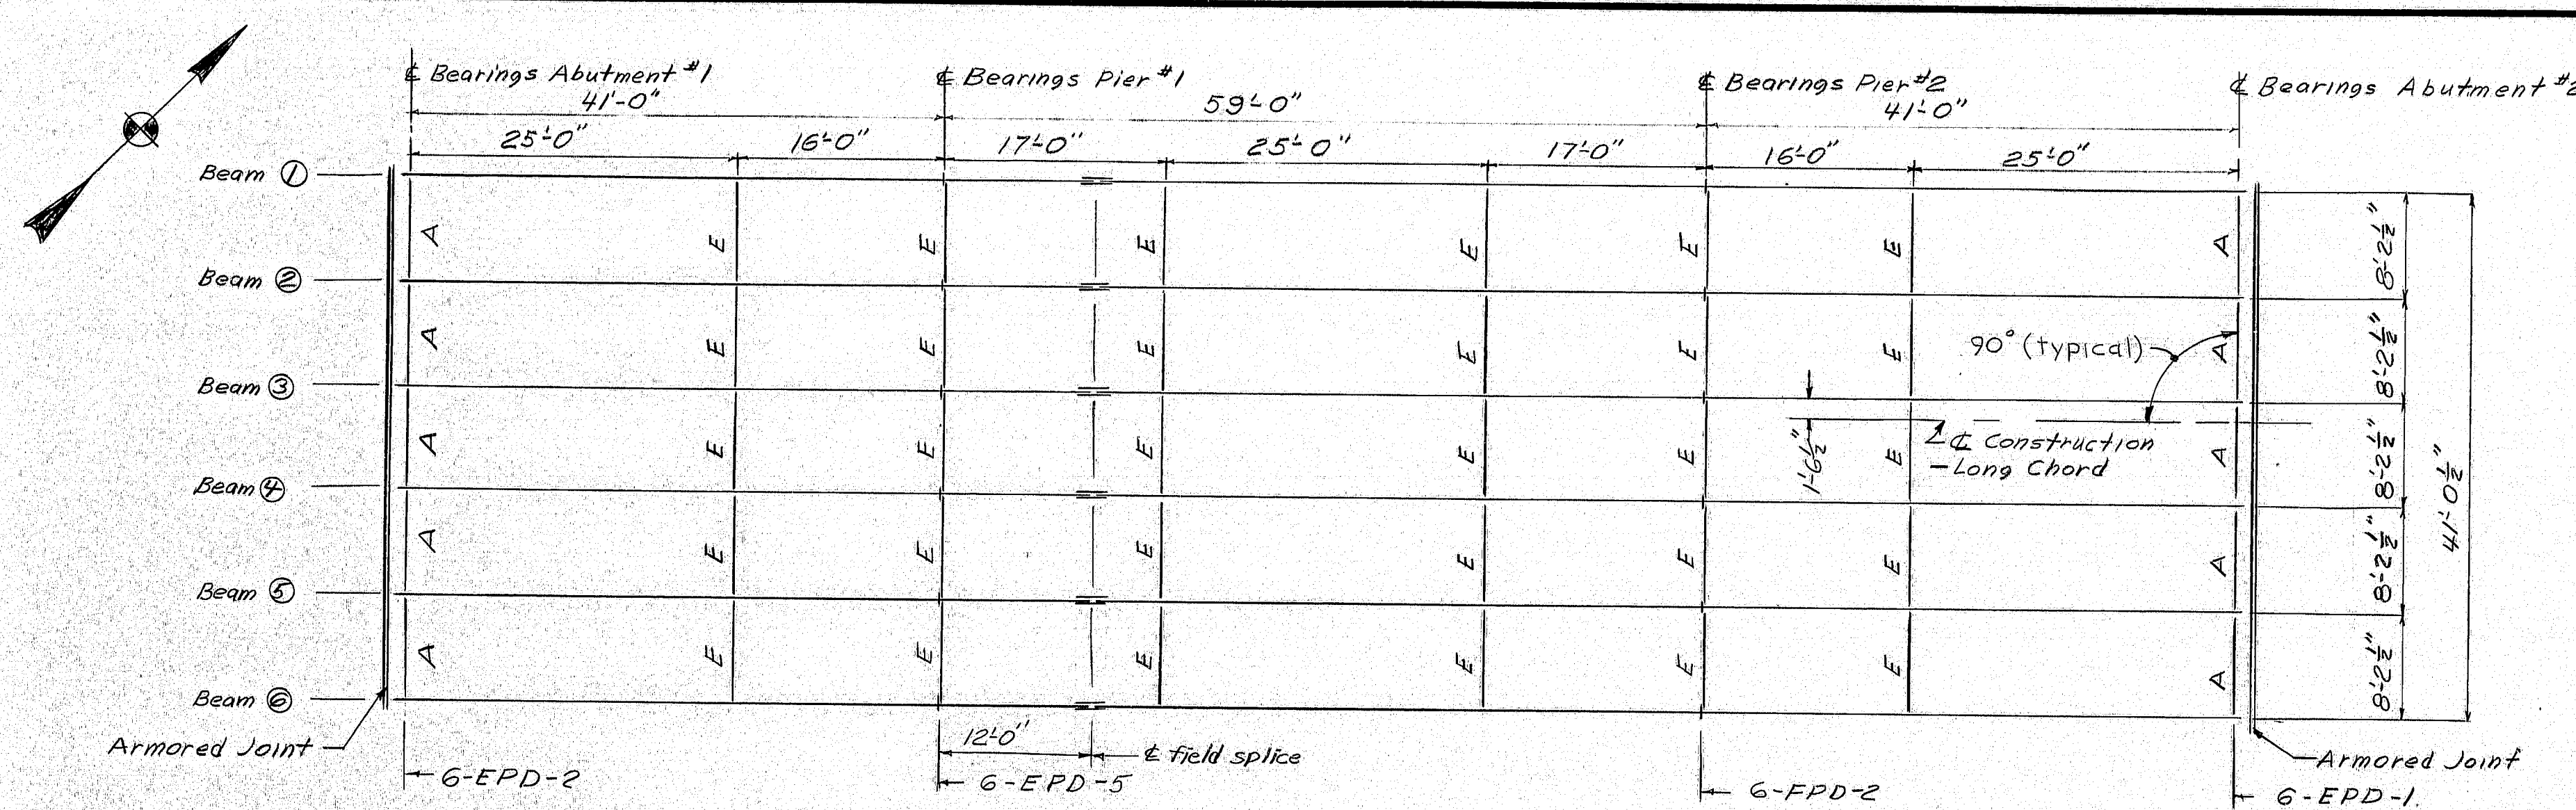 ℄ Bearings Abutment #1
℄ Bearings Pier #1
℄ Bearings Pier #2
℄ Bearings Abutment #2
41'-0"
59'-0"
41'-0"
25'-0"
16'-0"
17'-0"
25'-0"
17'-0"
16'-0"
25'-0"
Beam ①
A E E E E E E A
8'-2½"
Beam ②
A E E E E E E A
8'-2½"
90° (typical)
Beam ③
A E E E E E E A
8'-2½"
1'-6½"
℄ Construction
-Long Chord
41'-0½"
Beam ④
A E E E E E E A
8'-2½"
Beam ⑤
A E E E E E E A
8'-2½"
Beam ⑥
Armored Joint
12'-0"
℄ field splice
Armored Joint
6-EPD-2
6-EPD-5
6-FPD-2
6-EPD-1